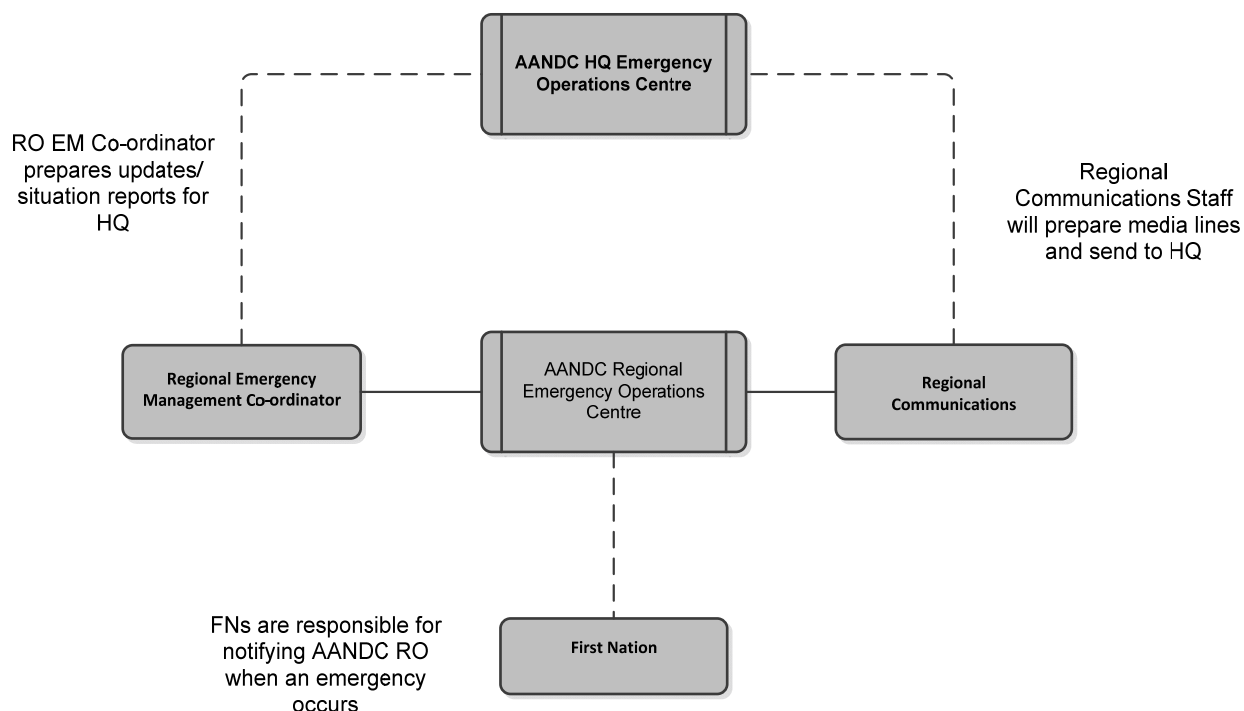 AANDC HQ Emergency
Operations Centre
RO EM Co-ordinator
prepares updates/
situation reports for
HQ
Regional
Communications Staff
will prepare media lines
and send to HQ
Regional Emergency
Management Co-ordinator
AANDC Regional
Emergency Operations
Centre
Regional
Communications
FNs are responsible for
notifying AANDC RO
when an emergency
occurs
First Nation